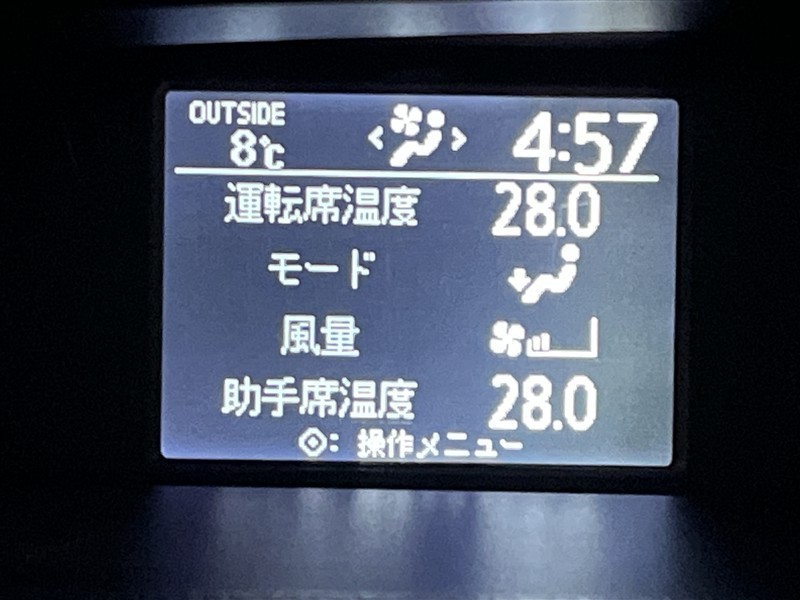 OUTSIDE
8℃
4:57
運転席温度 28.0
モード
風量
助手席温度 28.0
: 操作メニュー